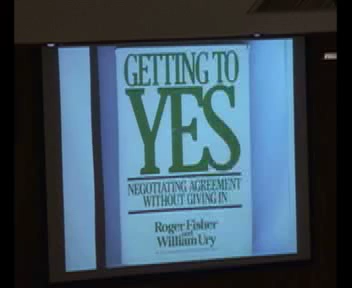 GETTING TO
YES
NEGOTIATING AGREEMENT
WITHOUT GIVING IN
Roger Fisher
and
William Ury